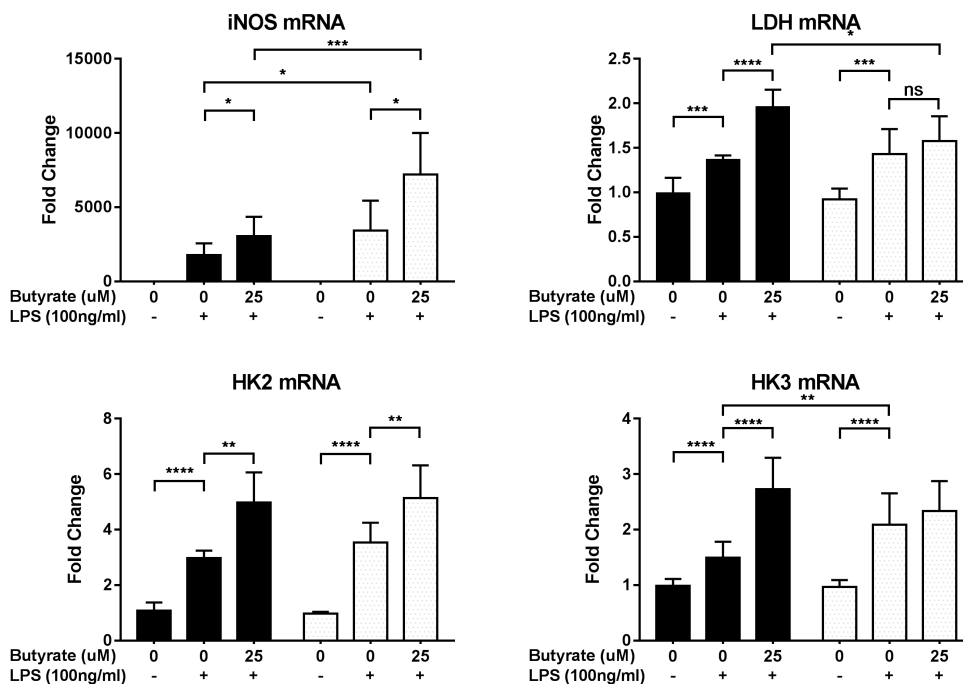 iNOS mRNA
***
*
*
*
15000
10000
5000
0
Fold Change
Butyrate (uM) 0 0 25 0 0 25
LPS (100ng/ml) - + + - + +
LDH mRNA
*
****
***
***
ns
2.5
2.0
1.5
1.0
0.5
0.0
Fold Change
Butyrate (uM) 0 0 25 0 0 25
LPS (100ng/ml) - + + - + +
HK2 mRNA
**
**
****
****
8
6
4
2
0
Fold Change
Butyrate (uM) 0 0 25 0 0 25
LPS (100ng/ml) - + + - + +
HK3 mRNA
**
****
****
****
4
3
2
1
0
Fold Change
Butyrate (uM) 0 0 25 0 0 25
LPS (100ng/ml) - + + - + +